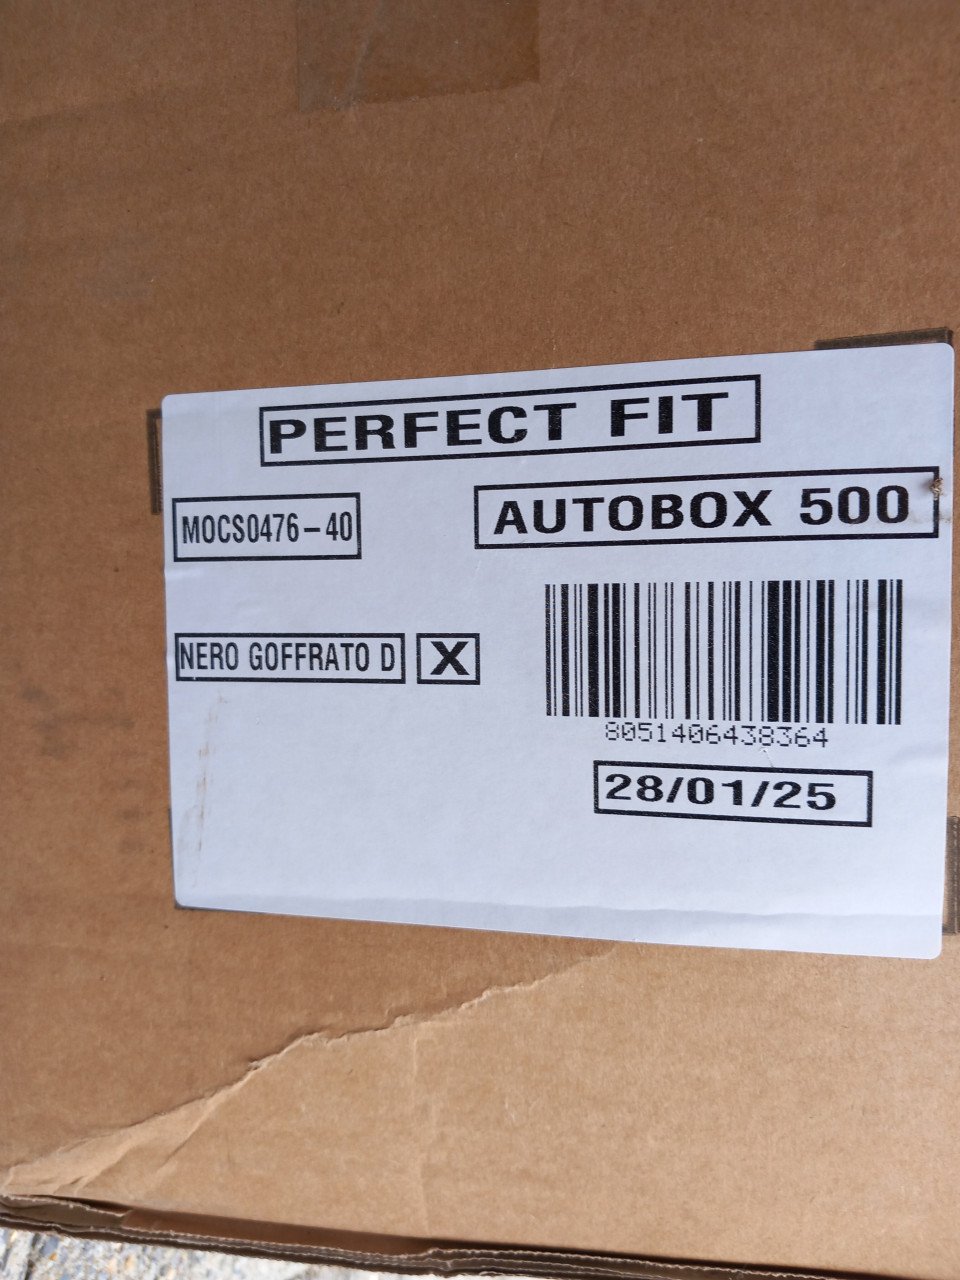 PERFECT FIT
MOCS0476-40
AUTOBOX 500
NERO GOFFRATO D X
8051406438364
28/01/25